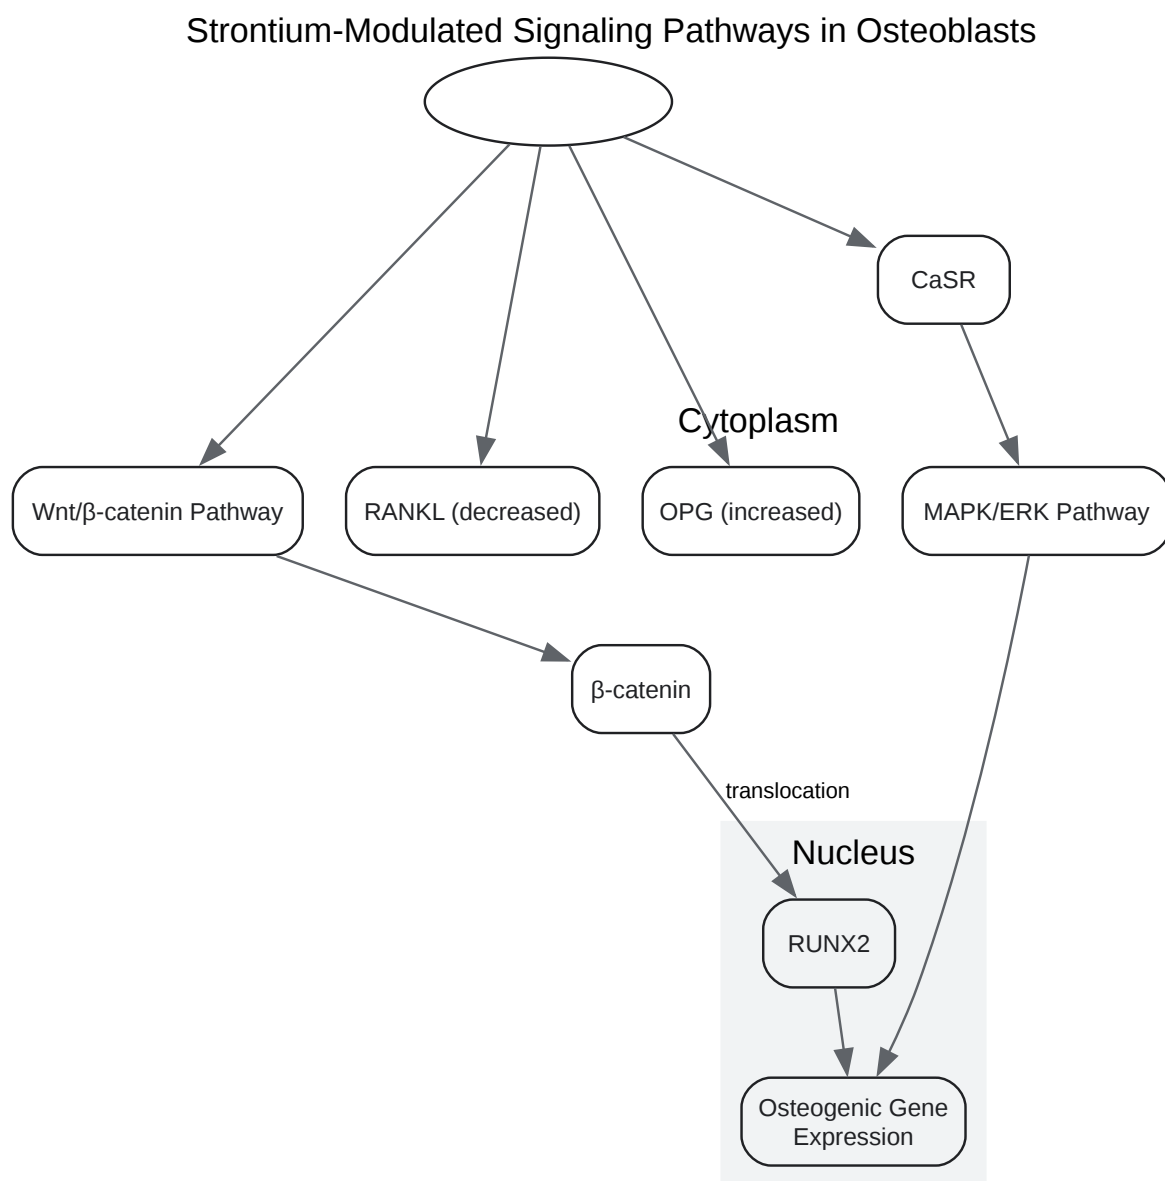 Strontium-Modulated Signaling Pathways in Osteoblasts
CaSR
Cytoplasm
Wnt/β-catenin Pathway
RANKL (decreased)
OPG (increased)
MAPK/ERK Pathway
β-catenin
translocation
Nucleus
RUNX2
Osteogenic Gene
Expression